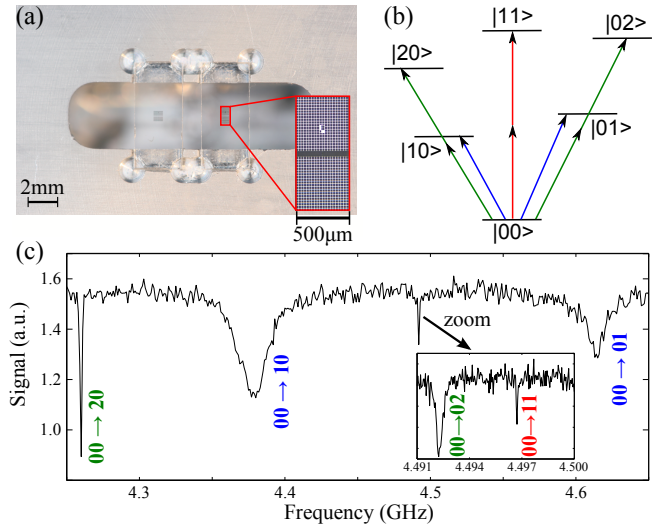 (a)
2mm
500μm
(b)
|11>
|02>
|20>
|01>
|10>
|00>
(c)
Signal (a.u.)
1.6
1.4
1.2
1.0
00→20
00→10
zoom
00→02
00→11
4.491 4.494 4.497 4.500
00→01
4.3 4.4 4.5 4.6
Frequency (GHz)